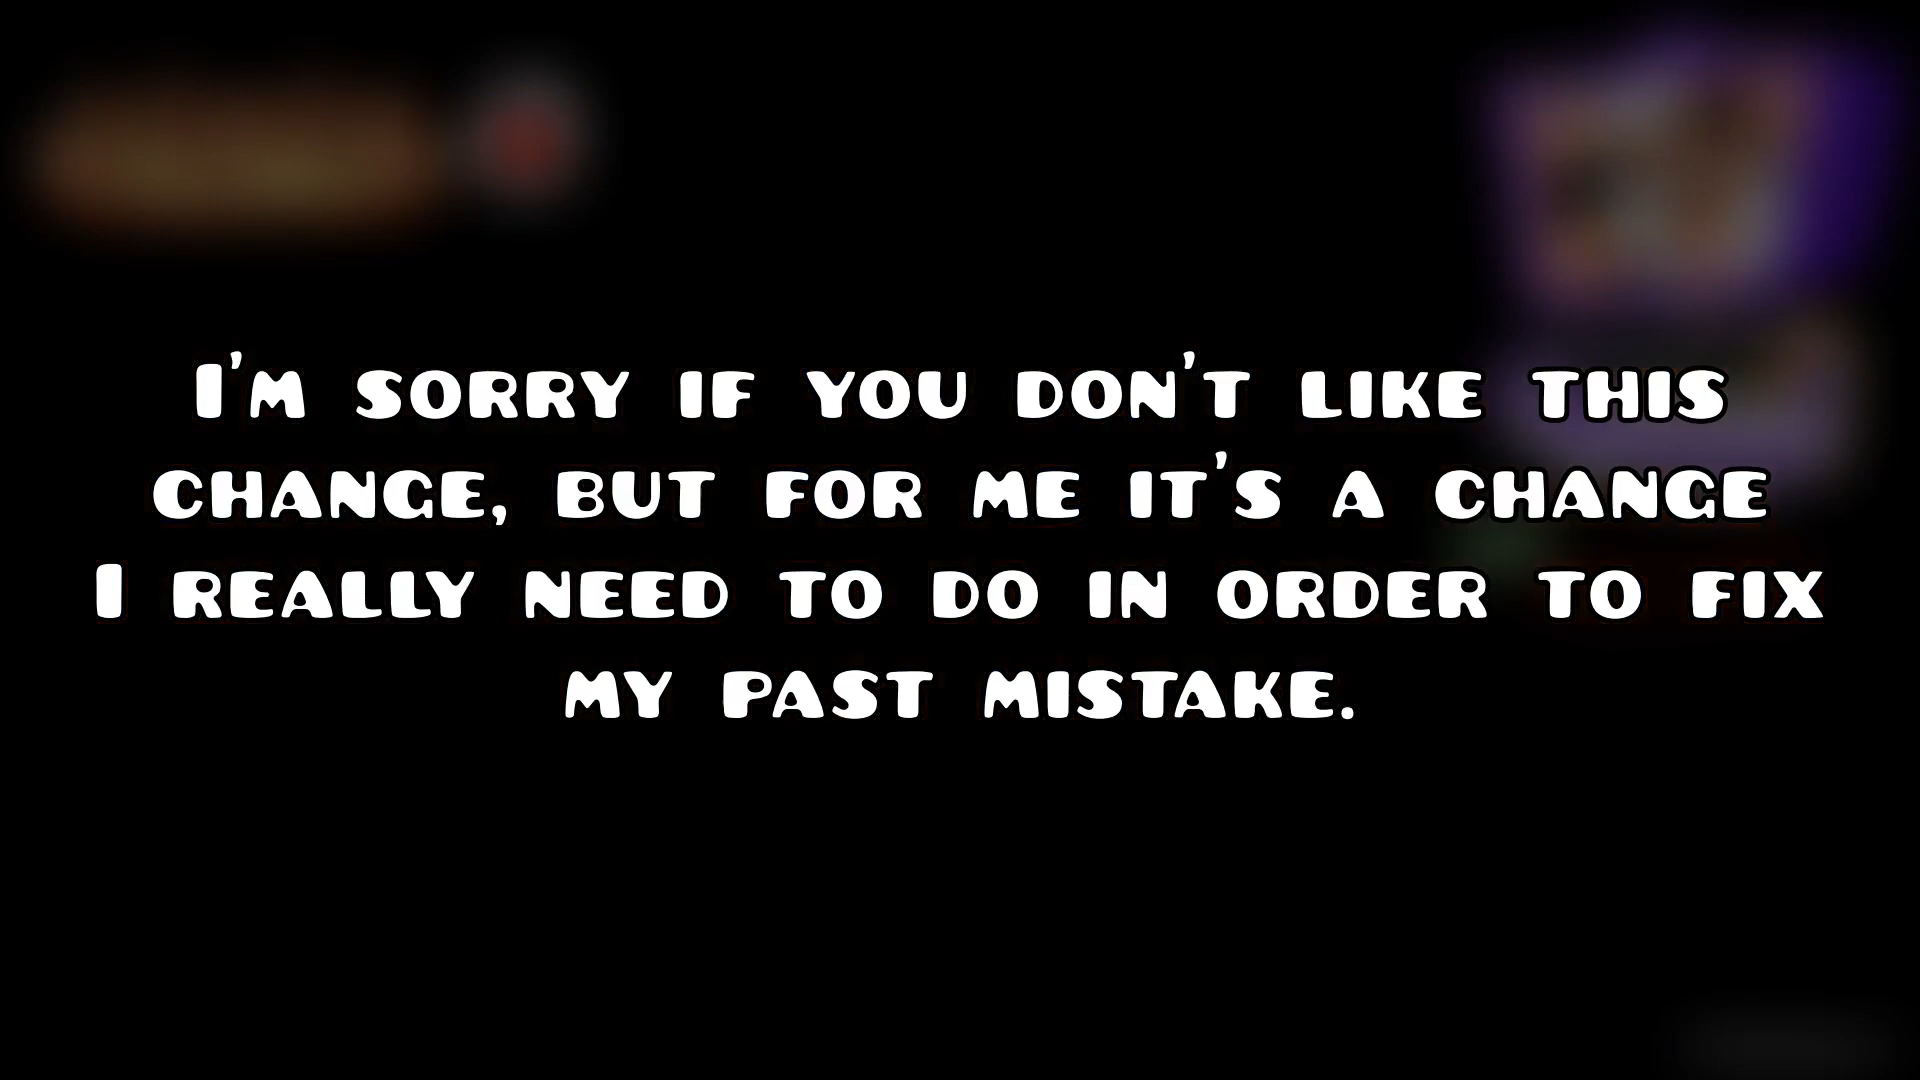 I'm sorry if you don't like this
change, but for me it's a change
I really need to do in order to fix
my past mistake.